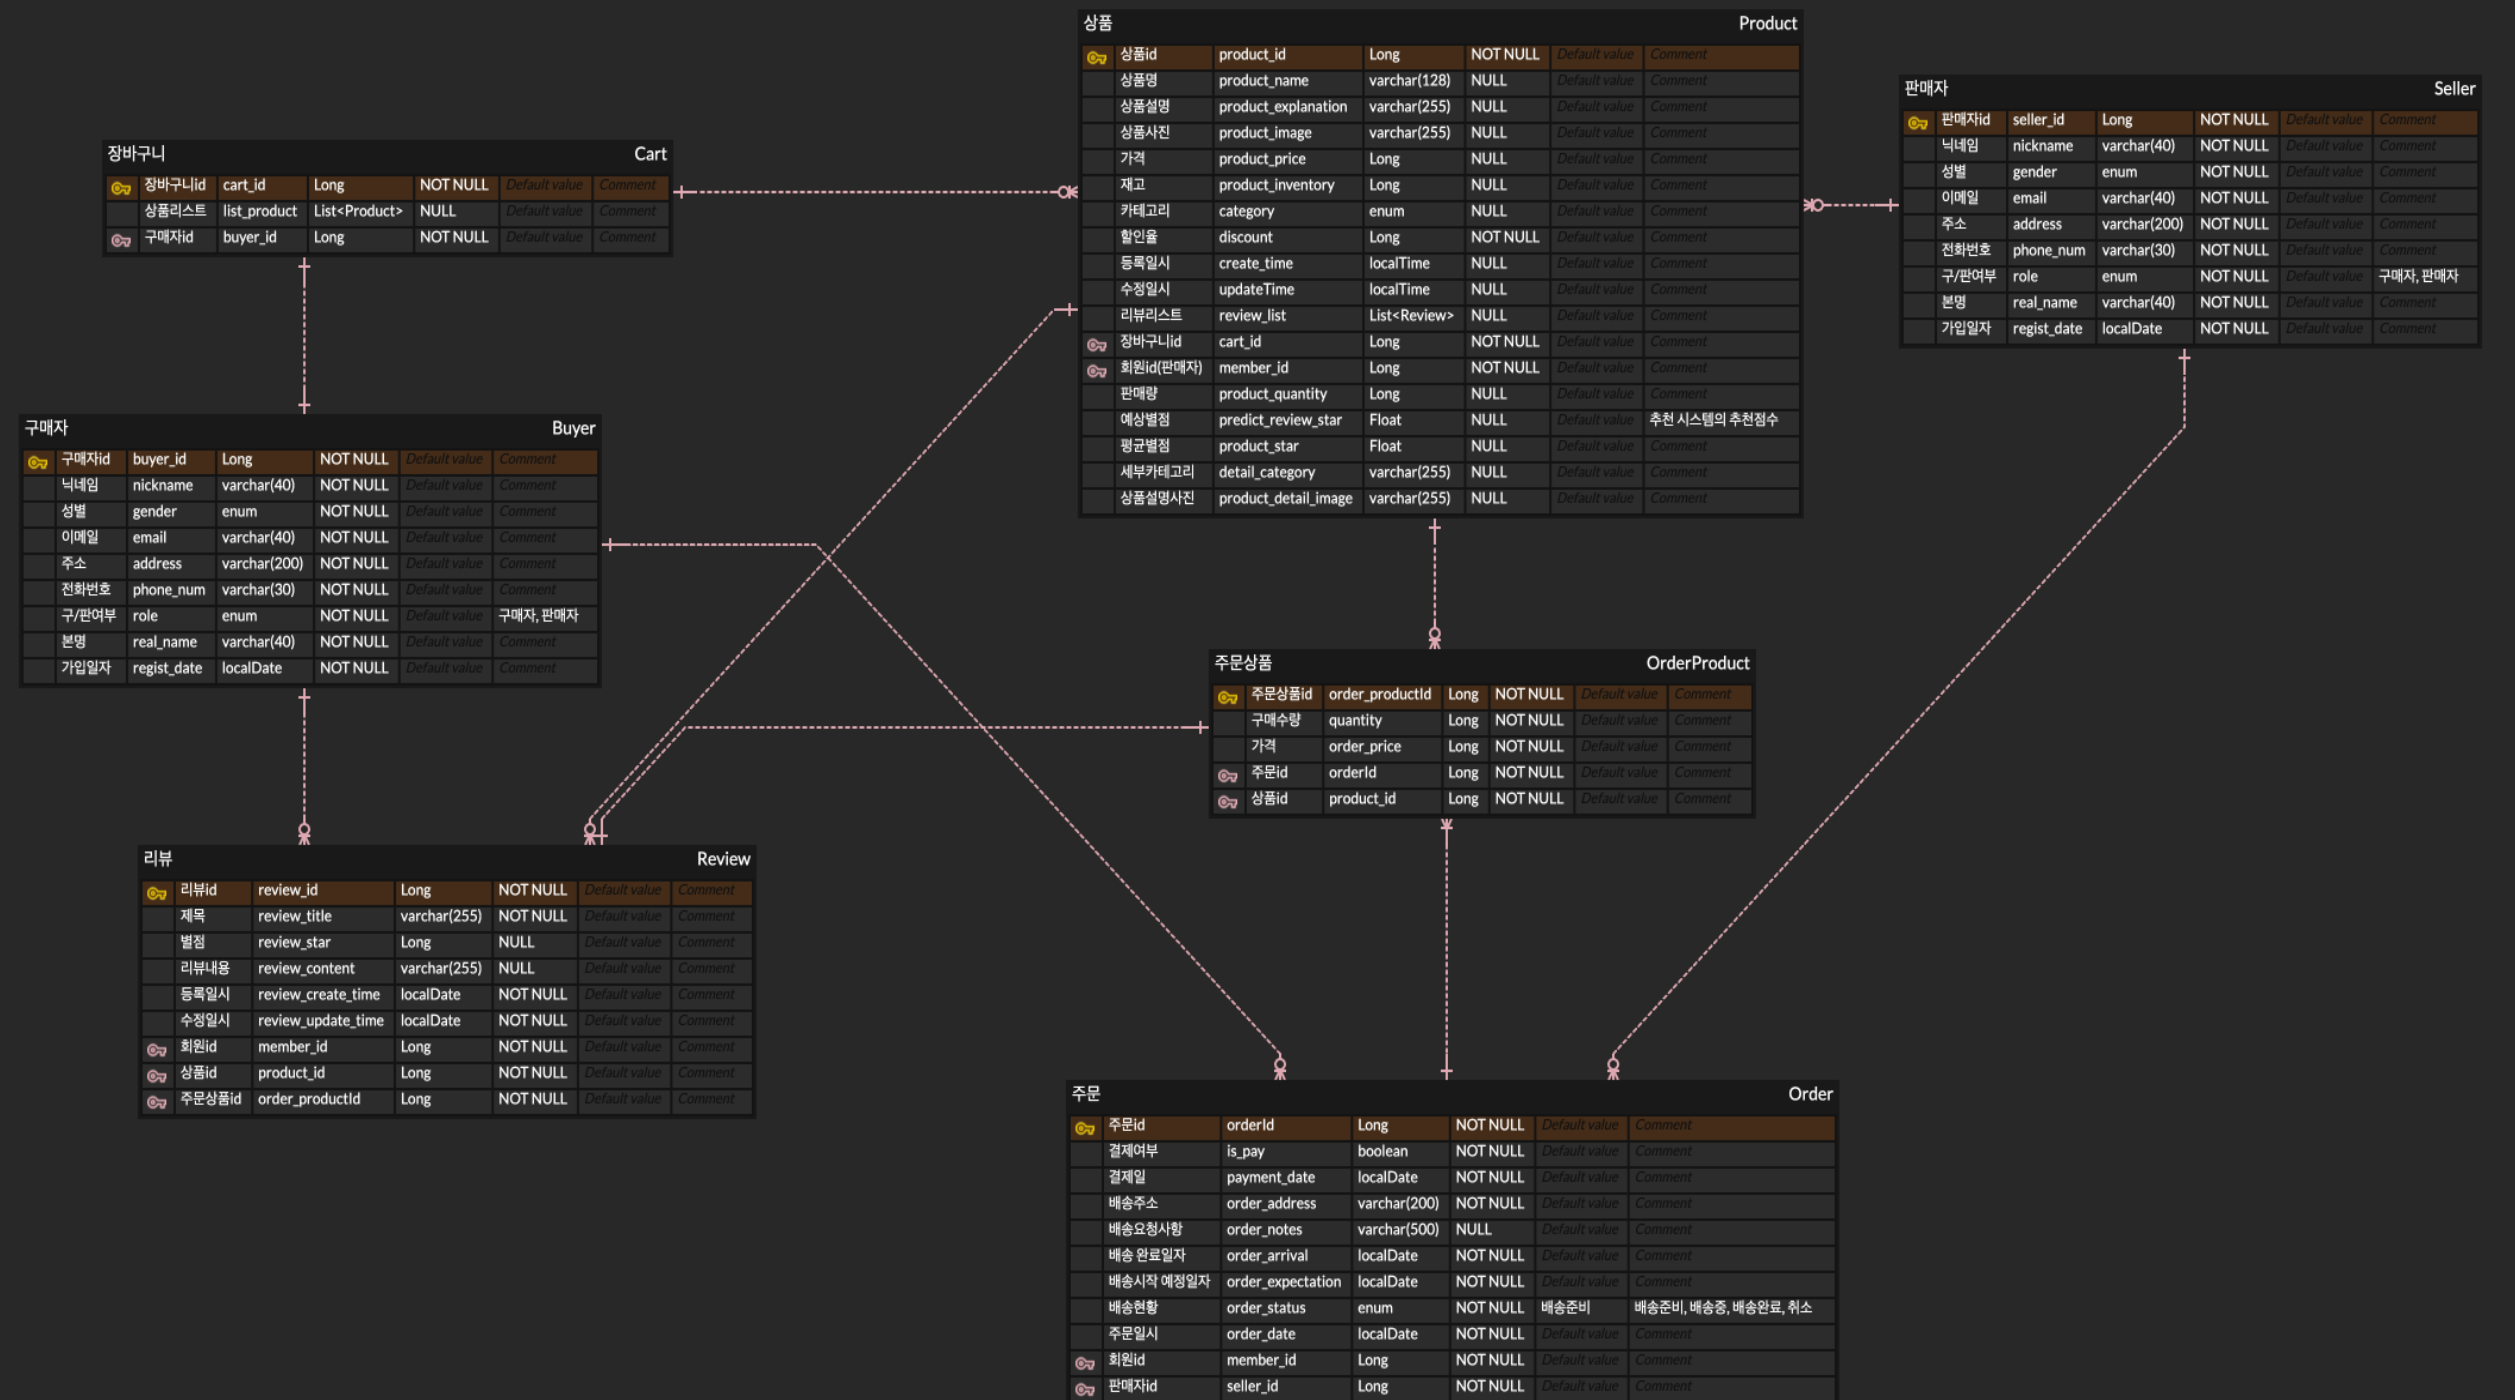 상품 Product
상품id product_id Long NOT NULL Default value Comment
상품명 product_name varchar(128) NULL Default value Comment
상품설명 product_explanation varchar(255) NULL Default value Comment
상품사진 product_image varchar(255) NULL Default value Comment
가격 product_price Long NULL Default value Comment
재고 product_inventory Long NULL Default value Comment
카테고리 category enum NULL Default value Comment
할인율 discount Long NOT NULL Default value Comment
등록일시 create_time localTime NULL Default value Comment
수정일시 updateTime localTime NULL Default value Comment
리뷰리스트 review_list List<Review> NULL Default value Comment
장바구니id cart_id Long NOT NULL Default value Comment
회원id(판매자) member_id Long NOT NULL Default value Comment
판매량 product_quantity Long NULL Default value Comment
예상별점 predict_review_star Float NULL Default value 추천 시스템의 추천점수
평균별점 product_star Float NULL Default value Comment
세부카테고리 detail_category varchar(255) NULL Default value Comment
상품설명사진 product_detail_image varchar(255) NULL Default value Comment
판매자 Seller
판매자id seller_id Long NOT NULL Default value Comment
닉네임 nickname varchar(40) NOT NULL Default value Comment
성별 gender enum NOT NULL Default value Comment
이메일 email varchar(40) NOT NULL Default value Comment
주소 address varchar(200) NOT NULL Default value Comment
전화번호 phone_num varchar(30) NOT NULL Default value Comment
구/판여부 role enum NOT NULL Default value 구매자, 판매자
본명 real_name varchar(40) NOT NULL Default value Comment
가입일자 regist_date localDate NOT NULL Default value Comment
장바구니 Cart
장바구니id cart_id Long NOT NULL Default value Comment
상품리스트 list_product List<Product> NULL Default value Comment
구매자id buyer_id Long NOT NULL Default value Comment
구매자 Buyer
구매자id buyer_id Long NOT NULL Default value Comment
닉네임 nickname varchar(40) NOT NULL Default value Comment
성별 gender enum NOT NULL Default value Comment
이메일 email varchar(40) NOT NULL Default value Comment
주소 address varchar(200) NOT NULL Default value Comment
전화번호 phone_num varchar(30) NOT NULL Default value Comment
구/판여부 role enum NOT NULL Default value 구매자, 판매자
본명 real_name varchar(40) NOT NULL Default value Comment
가입일자 regist_date localDate NOT NULL Default value Comment
주문상품 OrderProduct
주문상품id order_productId Long NOT NULL Default value Comment
구매수량 quantity Long NOT NULL Default value Comment
가격 order_price Long NOT NULL Default value Comment
주문id orderId Long NOT NULL Default value Comment
상품id product_id Long NOT NULL Default value Comment
리뷰 Review
리뷰id review_id Long NOT NULL Default value Comment
제목 review_title varchar(255) NOT NULL Default value Comment
별점 review_star Long NULL Default value Comment
리뷰내용 review_content varchar(255) NULL Default value Comment
등록일시 review_create_time localDate NOT NULL Default value Comment
수정일시 review_update_time localDate NOT NULL Default value Comment
회원id member_id Long NOT NULL Default value Comment
상품id product_id Long NOT NULL Default value Comment
주문상품id order_productId Long NOT NULL Default value Comment
주문 Order
주문id orderId Long NOT NULL Default value Comment
결제여부 is_pay boolean NOT NULL Default value Comment
결제일 payment_date localDate NOT NULL Default value Comment
배송주소 order_address varchar(200) NOT NULL Default value Comment
배송요청사항 order_notes varchar(500) NULL Default value Comment
배송 완료일자 order_arrival localDate NOT NULL Default value Comment
배송시작 예정일자 order_expectation localDate NOT NULL Default value Comment
배송현황 order_status enum NOT NULL 배송준비 배송준비, 배송중, 배송완료, 취소
주문일시 order_date localDate NOT NULL Default value Comment
회원id member_id Long NOT NULL Default value Comment
판매자id seller_id Long NOT NULL Default value Comment